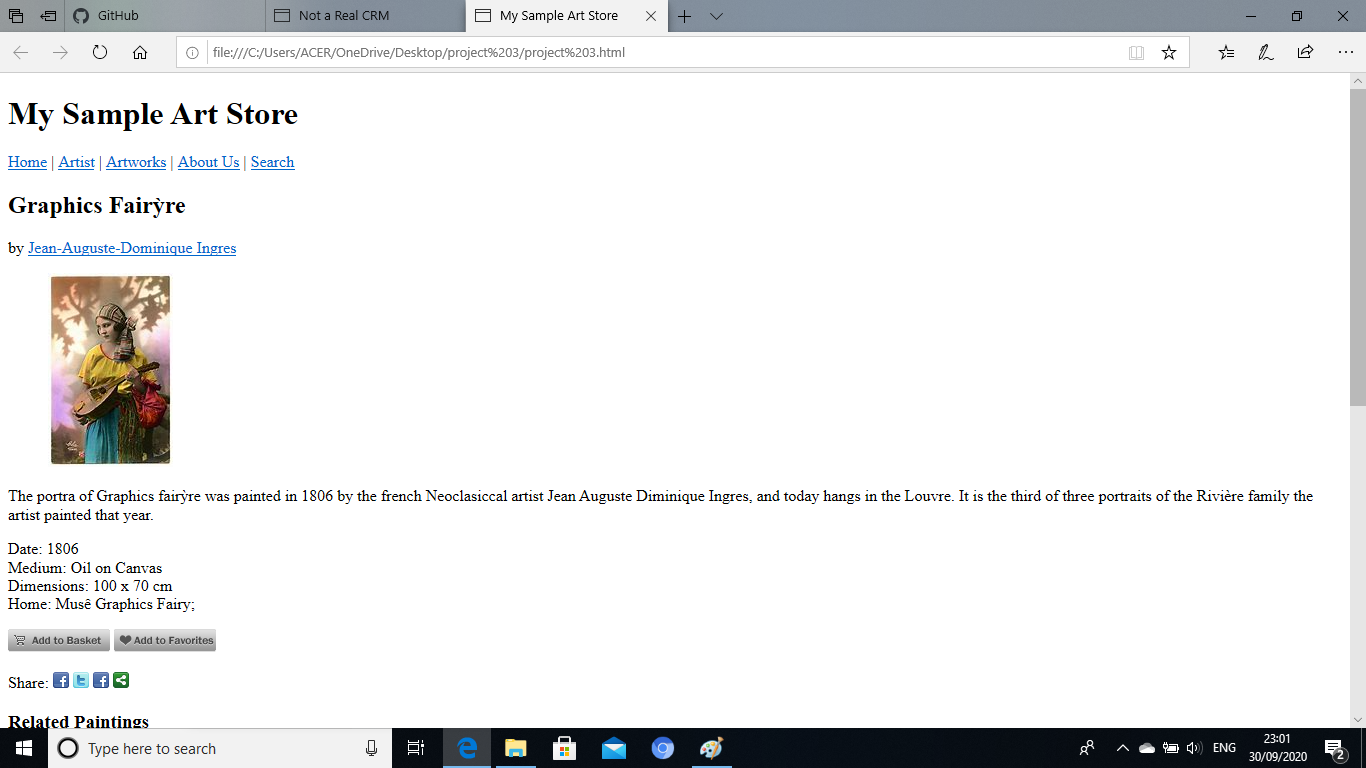 GitHub
Not a Real CRM
My Sample Art Store
file:///C:/Users/ACER/OneDrive/Desktop/project%203/project%203.html
My Sample Art Store
Home | Artist | Artworks | About Us | Search
Graphics Fairỳre
by Jean-Auguste-Dominique Ingres
The portra of Graphics fairỳre was painted in 1806 by the french Neoclasiccal artist Jean Auguste Diminique Ingres, and today hangs in the Louvre. It is the third of three portraits of the Rivière family the
artist painted that year.
Date: 1806
Medium: Oil on Canvas
Dimensions: 100 x 70 cm
Home: Musê Graphics Fairy;
Add to Basket Add to Favorites
Share:
Related Paintings
Type here to search
ENG
23:01
30/09/2020
2